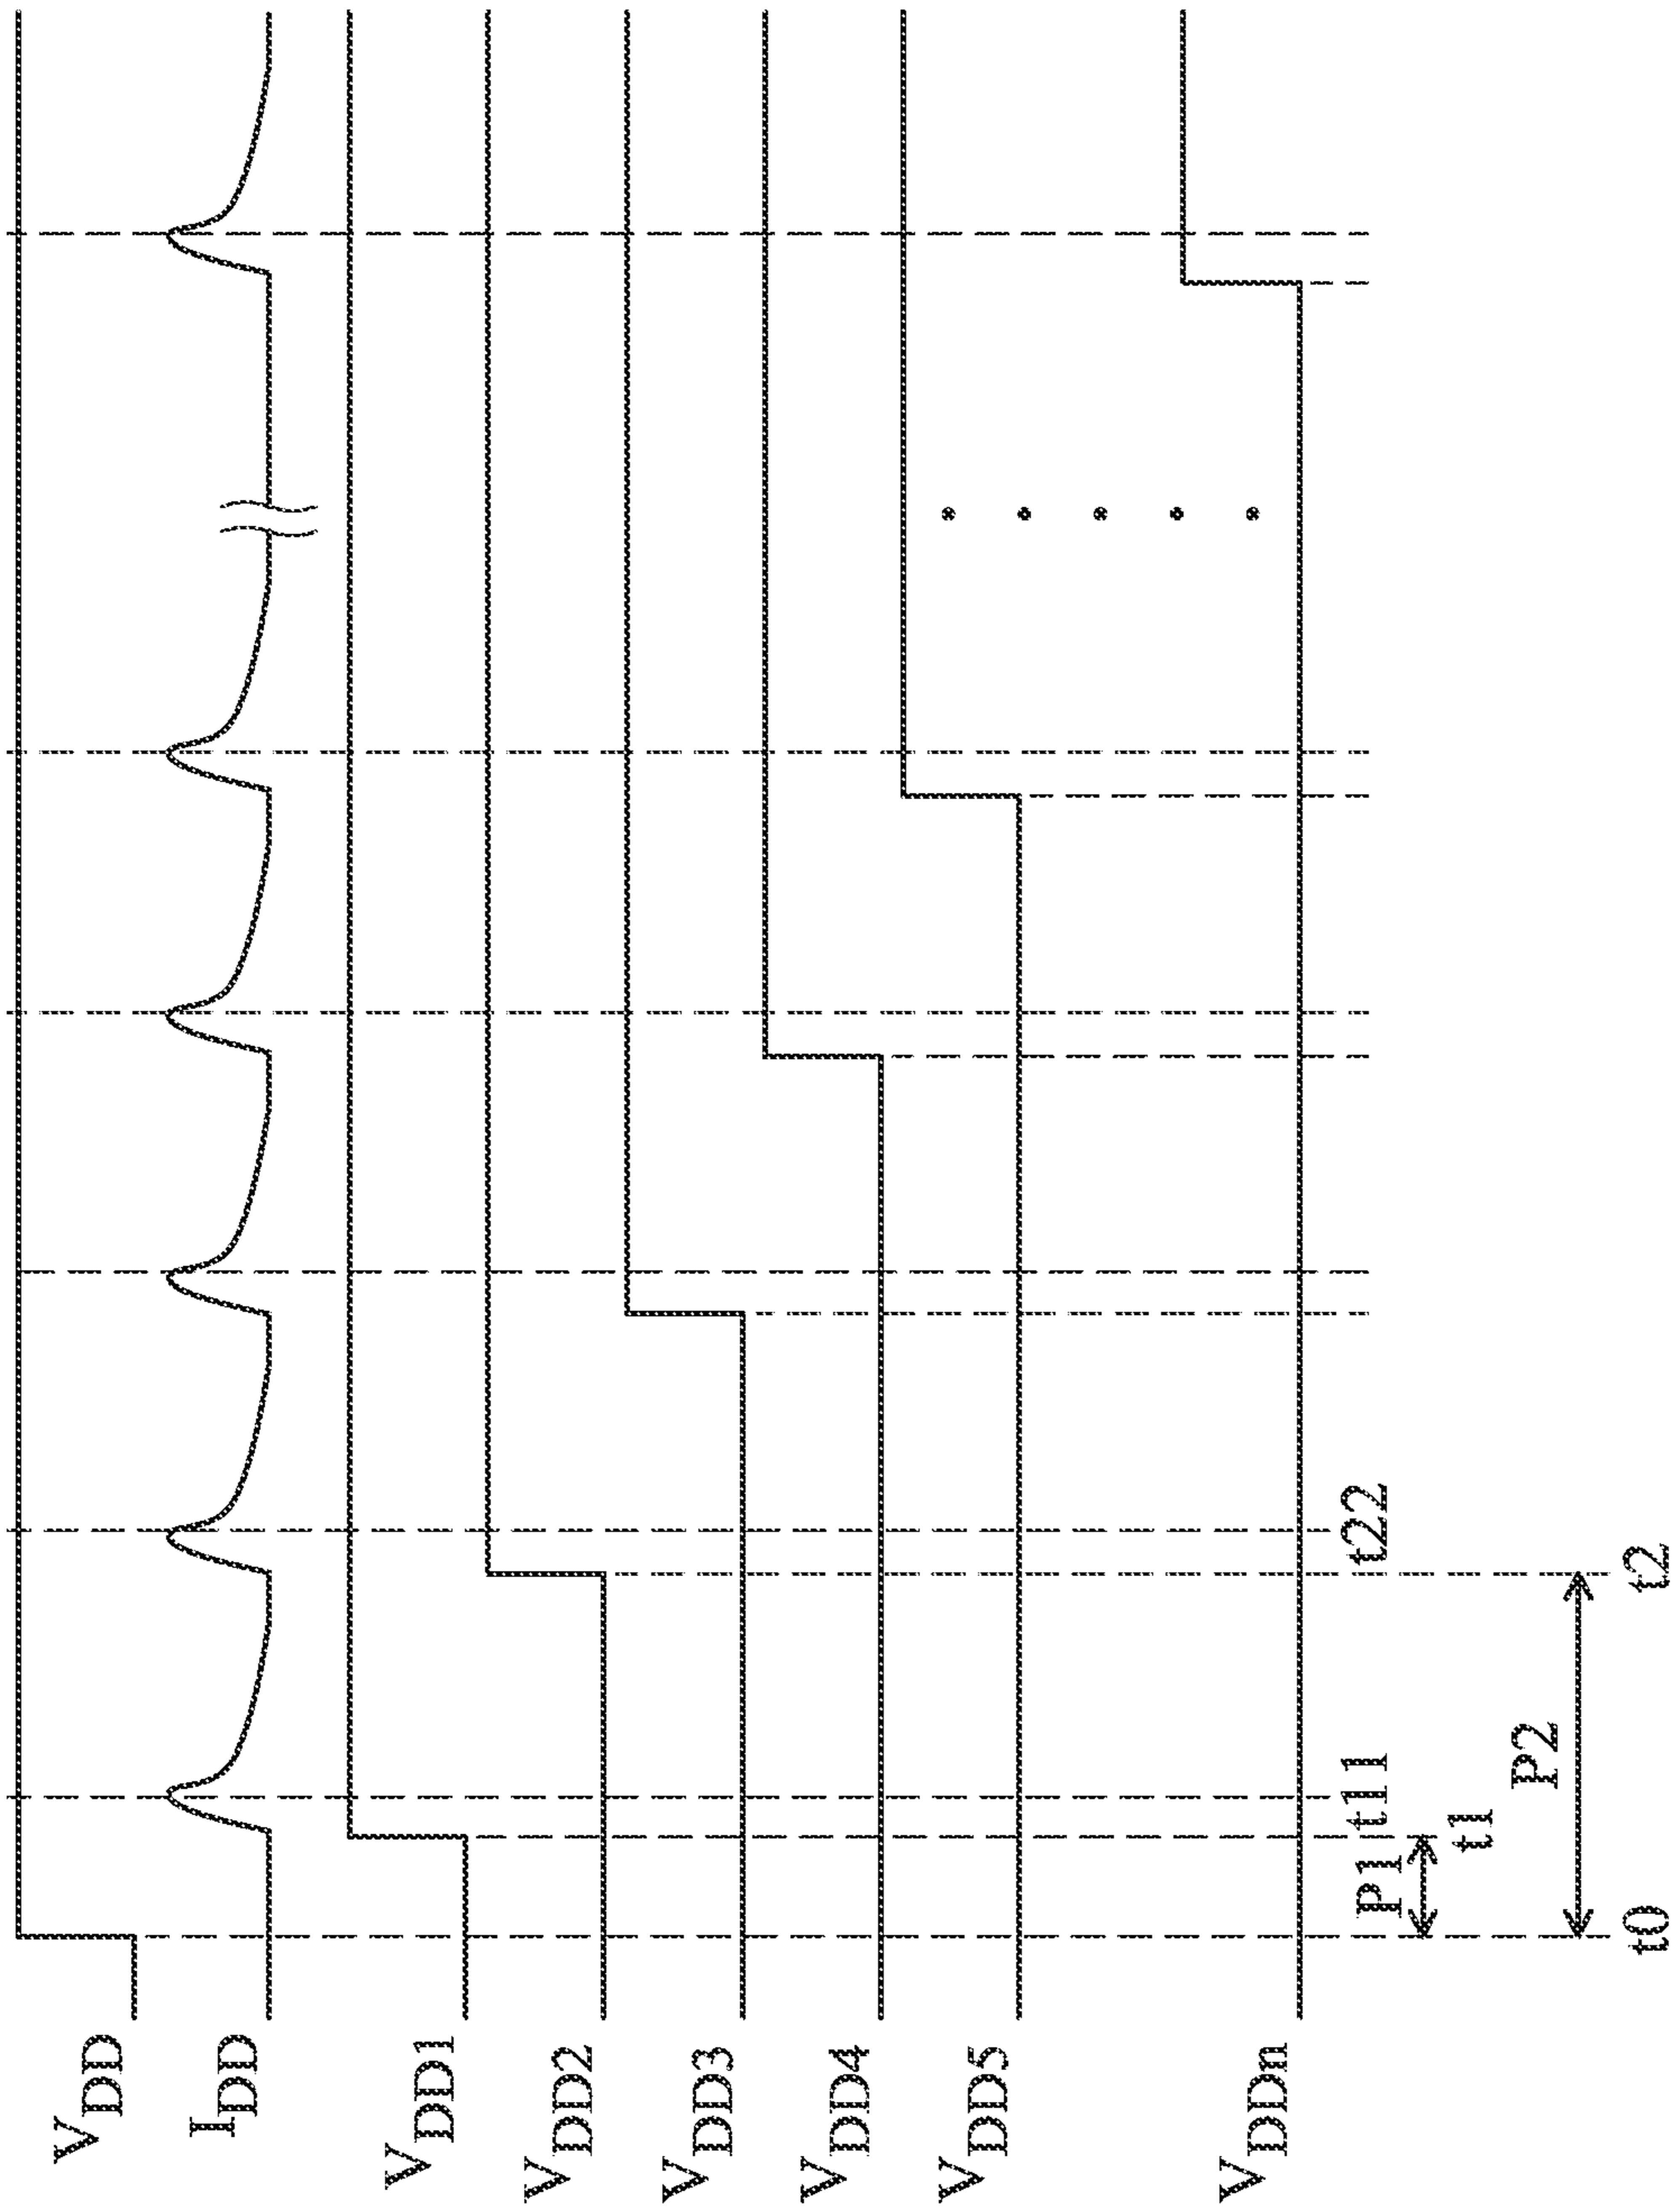 VDD
IDD
VDD1
VDD2
VDD3
VDD4
VDD5
VDDn
P1 t11 t22
t1
P2
t0 t2